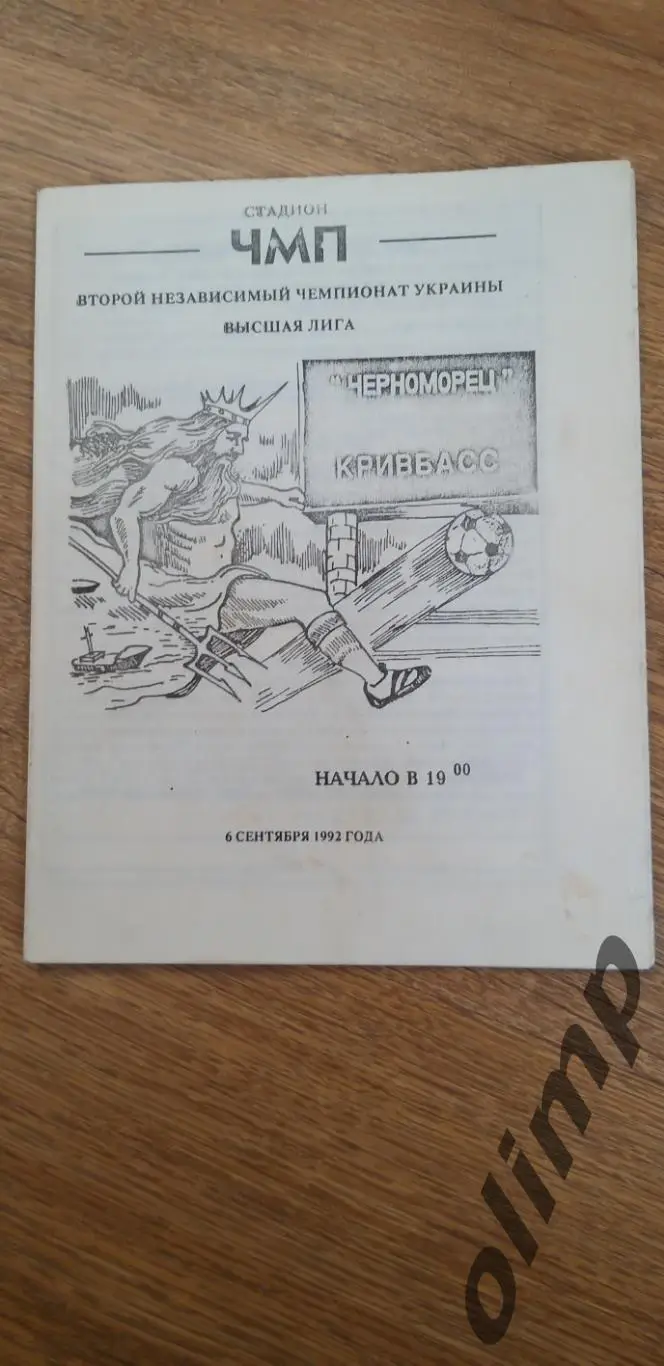 СТАДИОН
ЧМП
ВТОРОЙ НЕЗАВИСИМЫЙ ЧЕМПИОНАТ УКРАИНЫ
ВЫСШАЯ ЛИГА
"ЧЕРНОМОРЕЦ"
КРИВБАСС
НАЧАЛО В 19 00
6 СЕНТЯБРЯ 1992 ГОДА
olimp